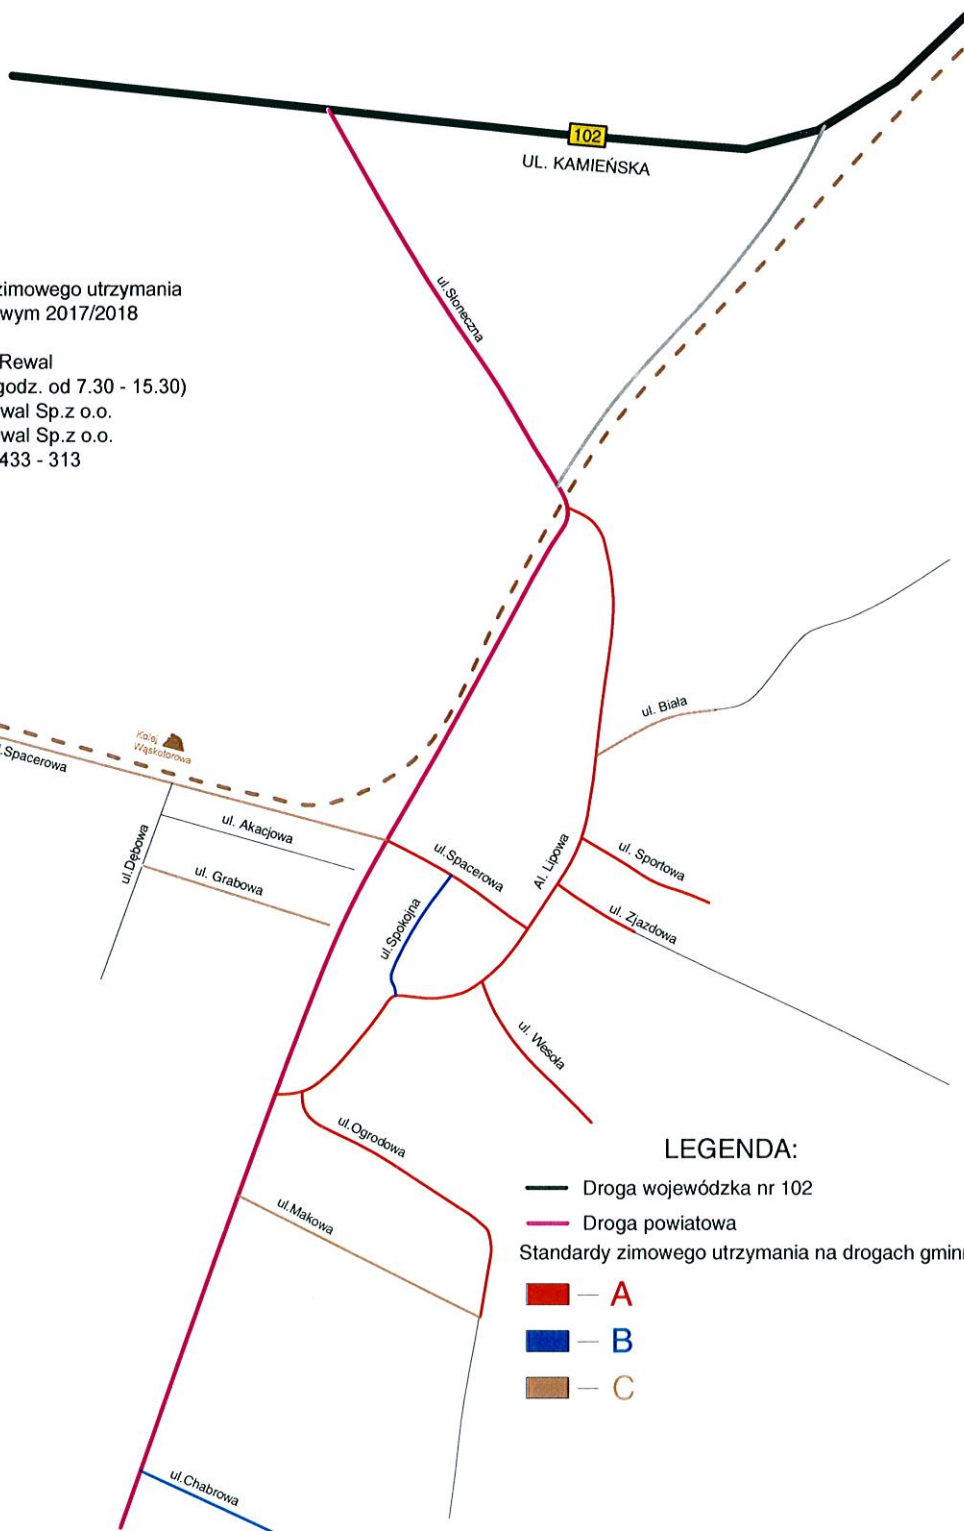 102
UL. KAMIEŃSKA
ul.Słoneczna
zimowego utrzymania
wym 2017/2018
Rewal
godz. od 7.30 - 15.30)
wal Sp.z o.o.
wal Sp.z o.o.
433 - 313
ul. Biała
Kolej
Wąskotorowa
.Spacerowa
ul. Akacjowa
ul.Dębowa
ul. Grabowa
ul.Spacerowa
Al. Lipowa
ul. Sportowa
ul. Zjazdowa
ul.Spokojna
ul. Wesoła
ul.Ogrodowa
ul.Makowa
ul.Chabrowa
LEGENDA:
Droga wojewódzka nr 102
Droga powiatowa
Standardy zimowego utrzymania na drogach gmin
— A
— B
— C